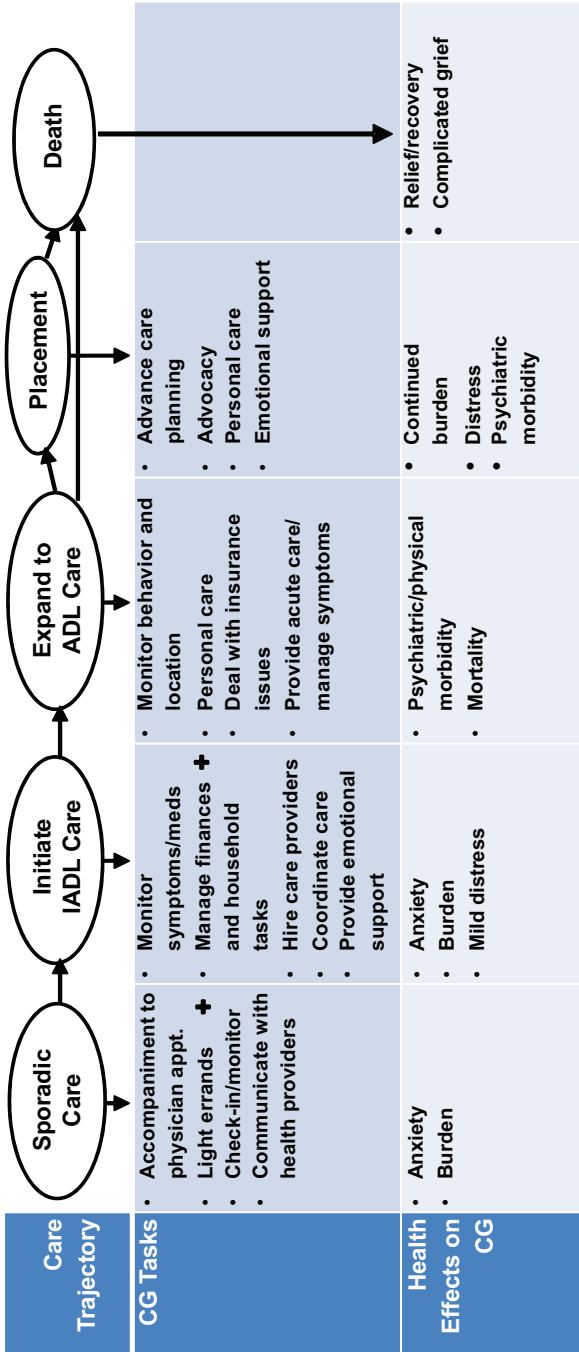 Care
Trajectory
Sporadic
Care
Initiate
IADL Care
Expand to
ADL Care
Placement
Death
CG Tasks
• Accompaniment to
physician appt.
• Light errands
• Check-in/monitor
• Communicate with
health providers
+
• Monitor
symptoms/meds
• Manage finances
and household
tasks
• Hire care providers
• Coordinate care
• Provide emotional
support
+
• Monitor behavior and
location
• Personal care
• Deal with insurance
issues
• Provide acute care/
manage symptoms
• Advance care
planning
• Advocacy
• Personal care
• Emotional support
Health
Effects on
CG
• Anxiety
• Burden
• Anxiety
• Burden
• Mild distress
• Psychiatric/physical
morbidity
• Mortality
• Continued
burden
• Distress
• Psychiatric
morbidity
• Relief/recovery
• Complicated grief